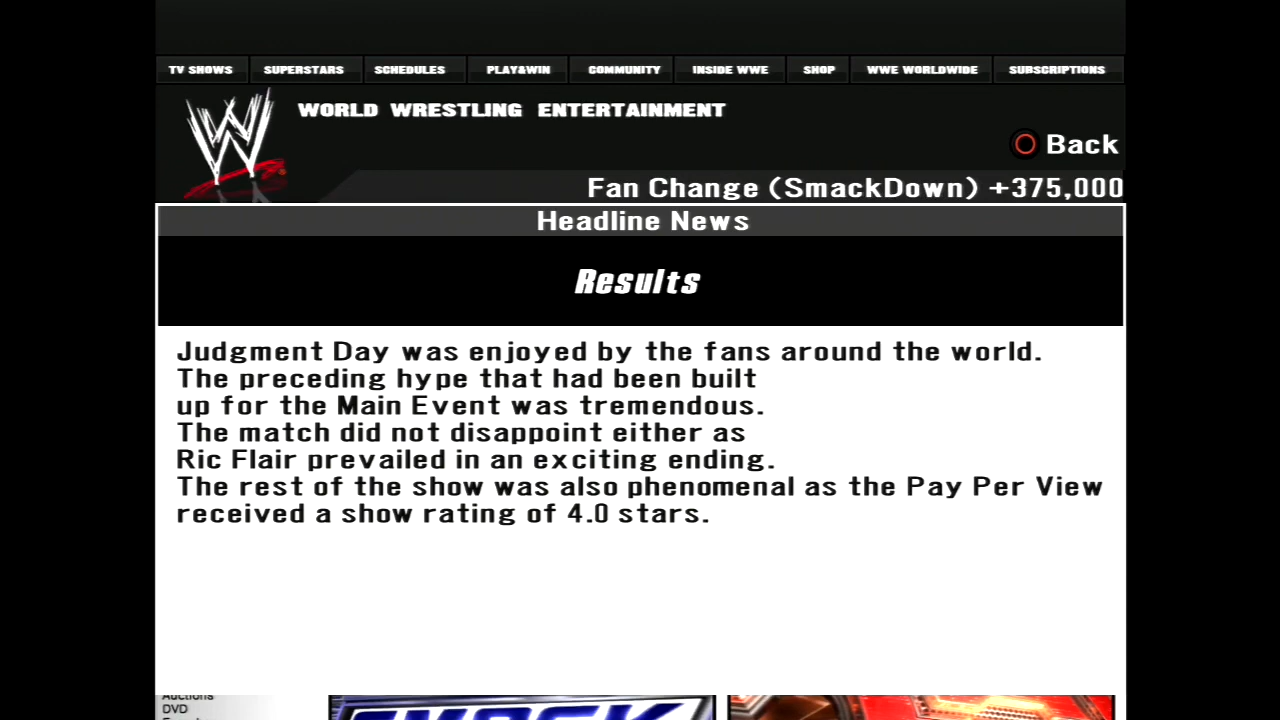 TV SHOWS SUPERSTARS SCHEDULES PLAY&WIN COMMUNITY INSIDE WWE SHOP WWE WORLDWIDE SUBSCRIPTIONS
WORLD WRESTLING ENTERTAINMENT
Back
Fan Change (SmackDown) +375,000
Headline News
Results
Judgment Day was enjoyed by the fans around the world.
The preceding hype that had been built
up for the Main Event was tremendous.
The match did not disappoint either as
Ric Flair prevailed in an exciting ending.
The rest of the show was also phenomenal as the Pay Per View
received a show rating of 4.0 stars.
Auctions
DVD